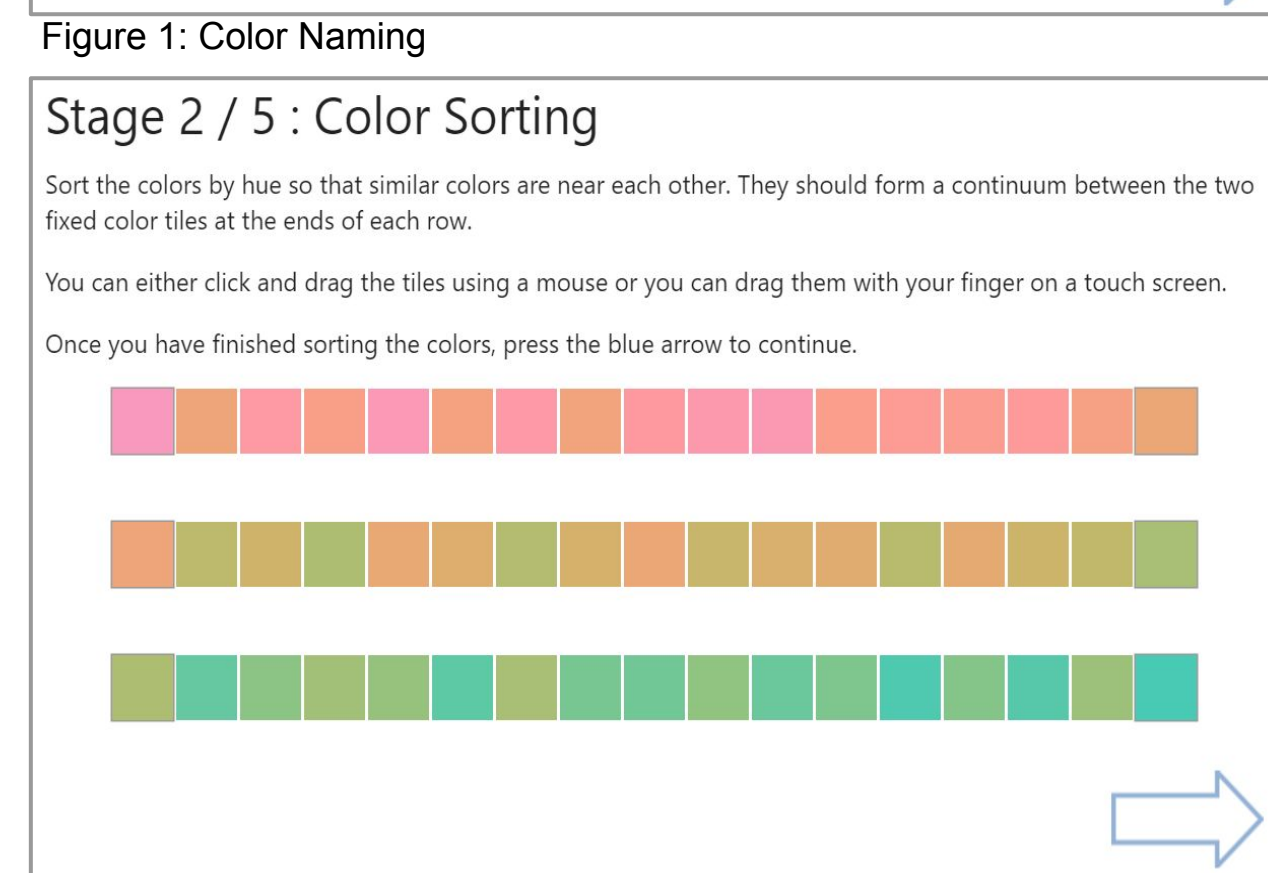 Figure 1: Color Naming
Stage 2 / 5 : Color Sorting
Sort the colors by hue so that similar colors are near each other. They should form a continuum between the two
fixed color tiles at the ends of each row.
You can either click and drag the tiles using a mouse or you can drag them with your finger on a touch screen.
Once you have finished sorting the colors, press the blue arrow to continue.